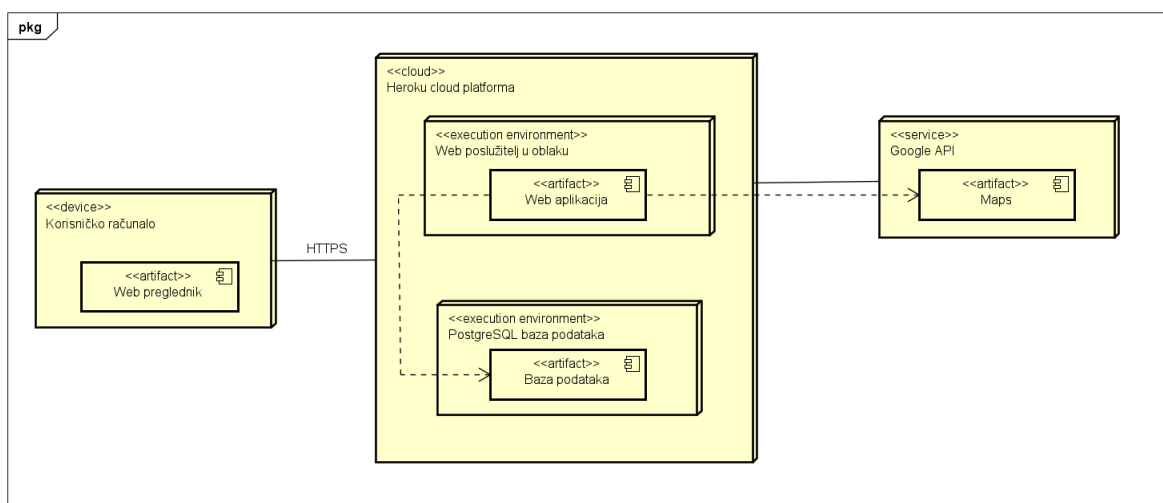 pkg
<<device>>
Korisničko računalo
<<artifact>>
Web preglednik
HTTPS
<<cloud>>
Heroku cloud platforma
<<execution environment>>
Web poslužitelj u oblaku
<<artifact>>
Web aplikacija
<<execution environment>>
PostgreSQL baza podataka
<<artifact>>
Baza podataka
<<service>>
Google API
<<artifact>>
Maps